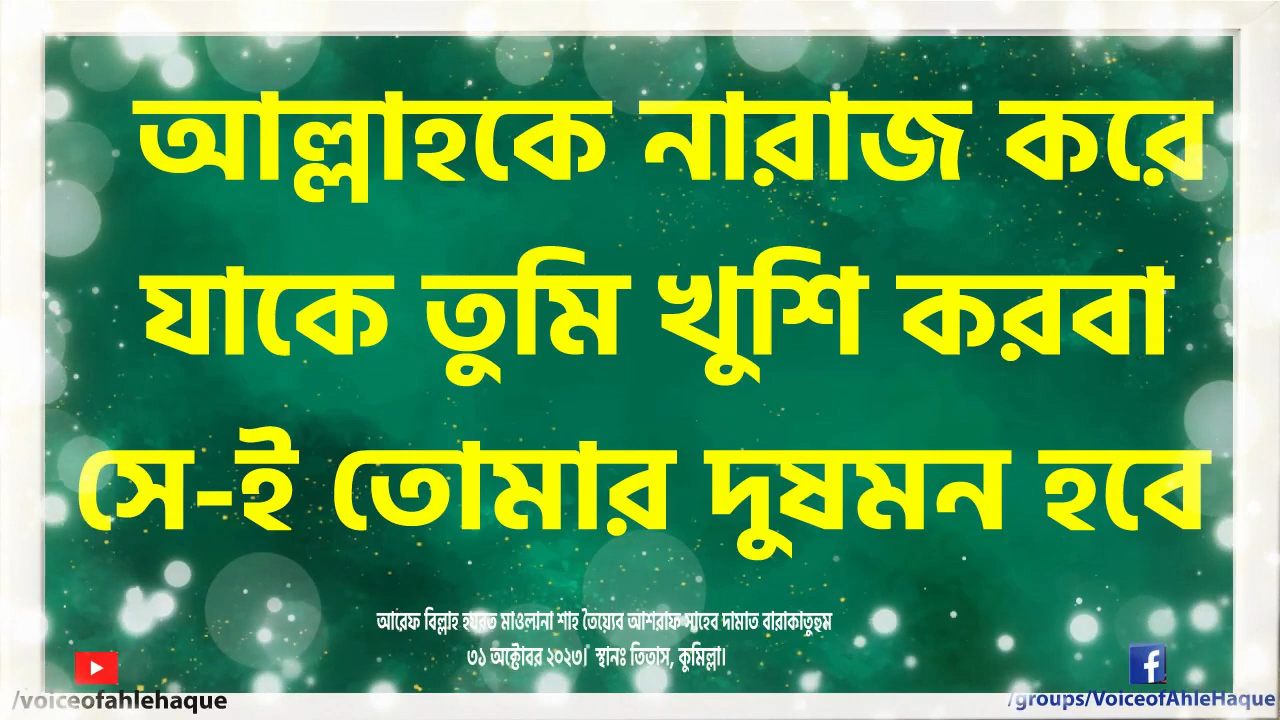 আল্লাহকে নারাজ করে
যাকে তুমি খুশি করবা
সে-ই তোমার দুষমন হবে
আরেফ বিল্লাহ হযরত মাওলানা শাহ তৈয়্যেব আশরাফ সাহেব দামাত বারাকাতুহুম
৩১ অক্টোবর ২০২৩। স্থানঃ তিতাস, কুমিল্লা।
/voiceofahlehaque
/groups/VoiceofAhleHaque